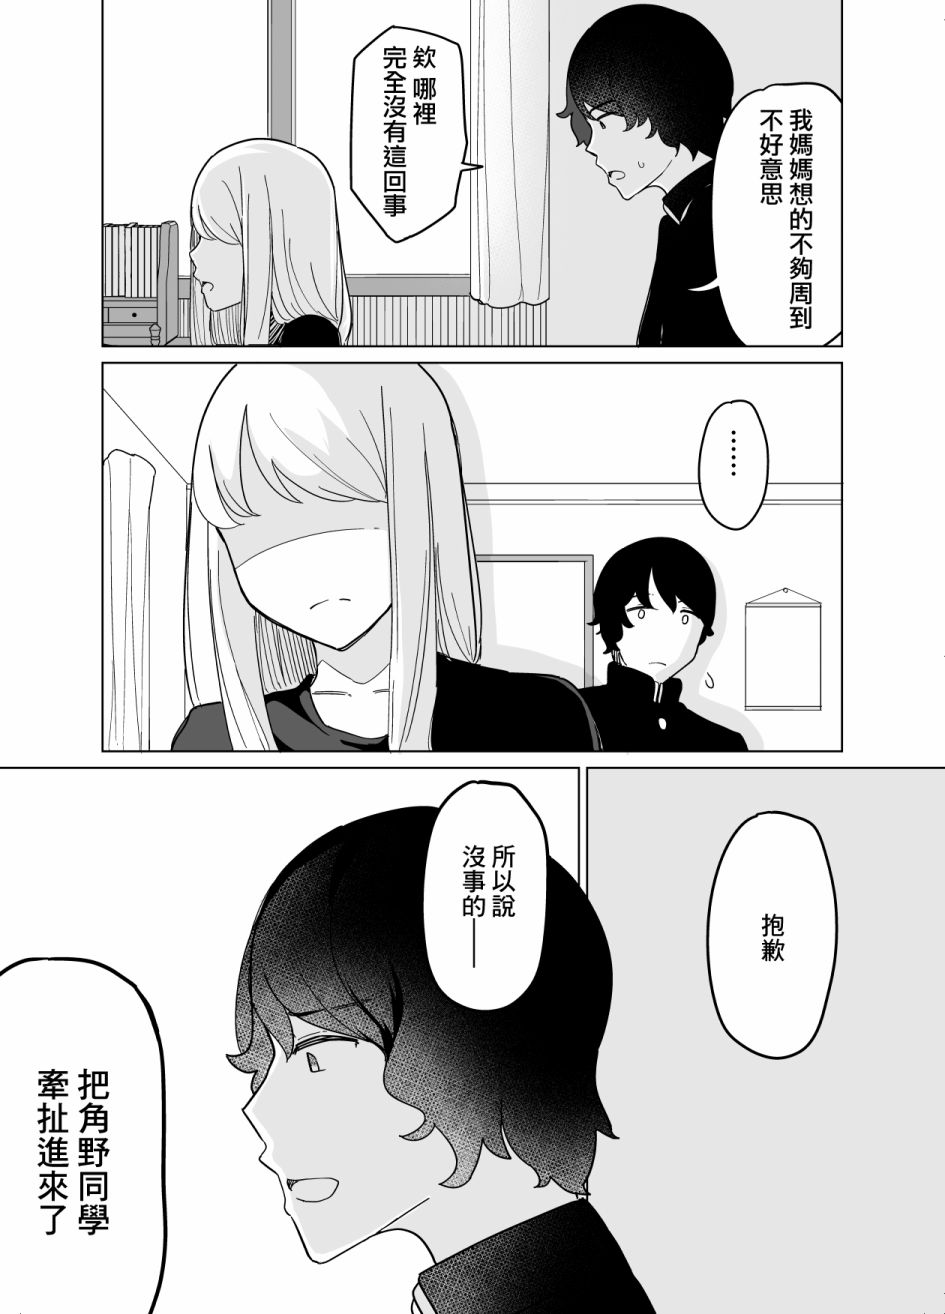 我媽媽想的不夠周到
不好意思
欸 哪裡
完全沒有這回事
……
抱歉
所以說
沒事的——
把角野同學
牽扯進來了